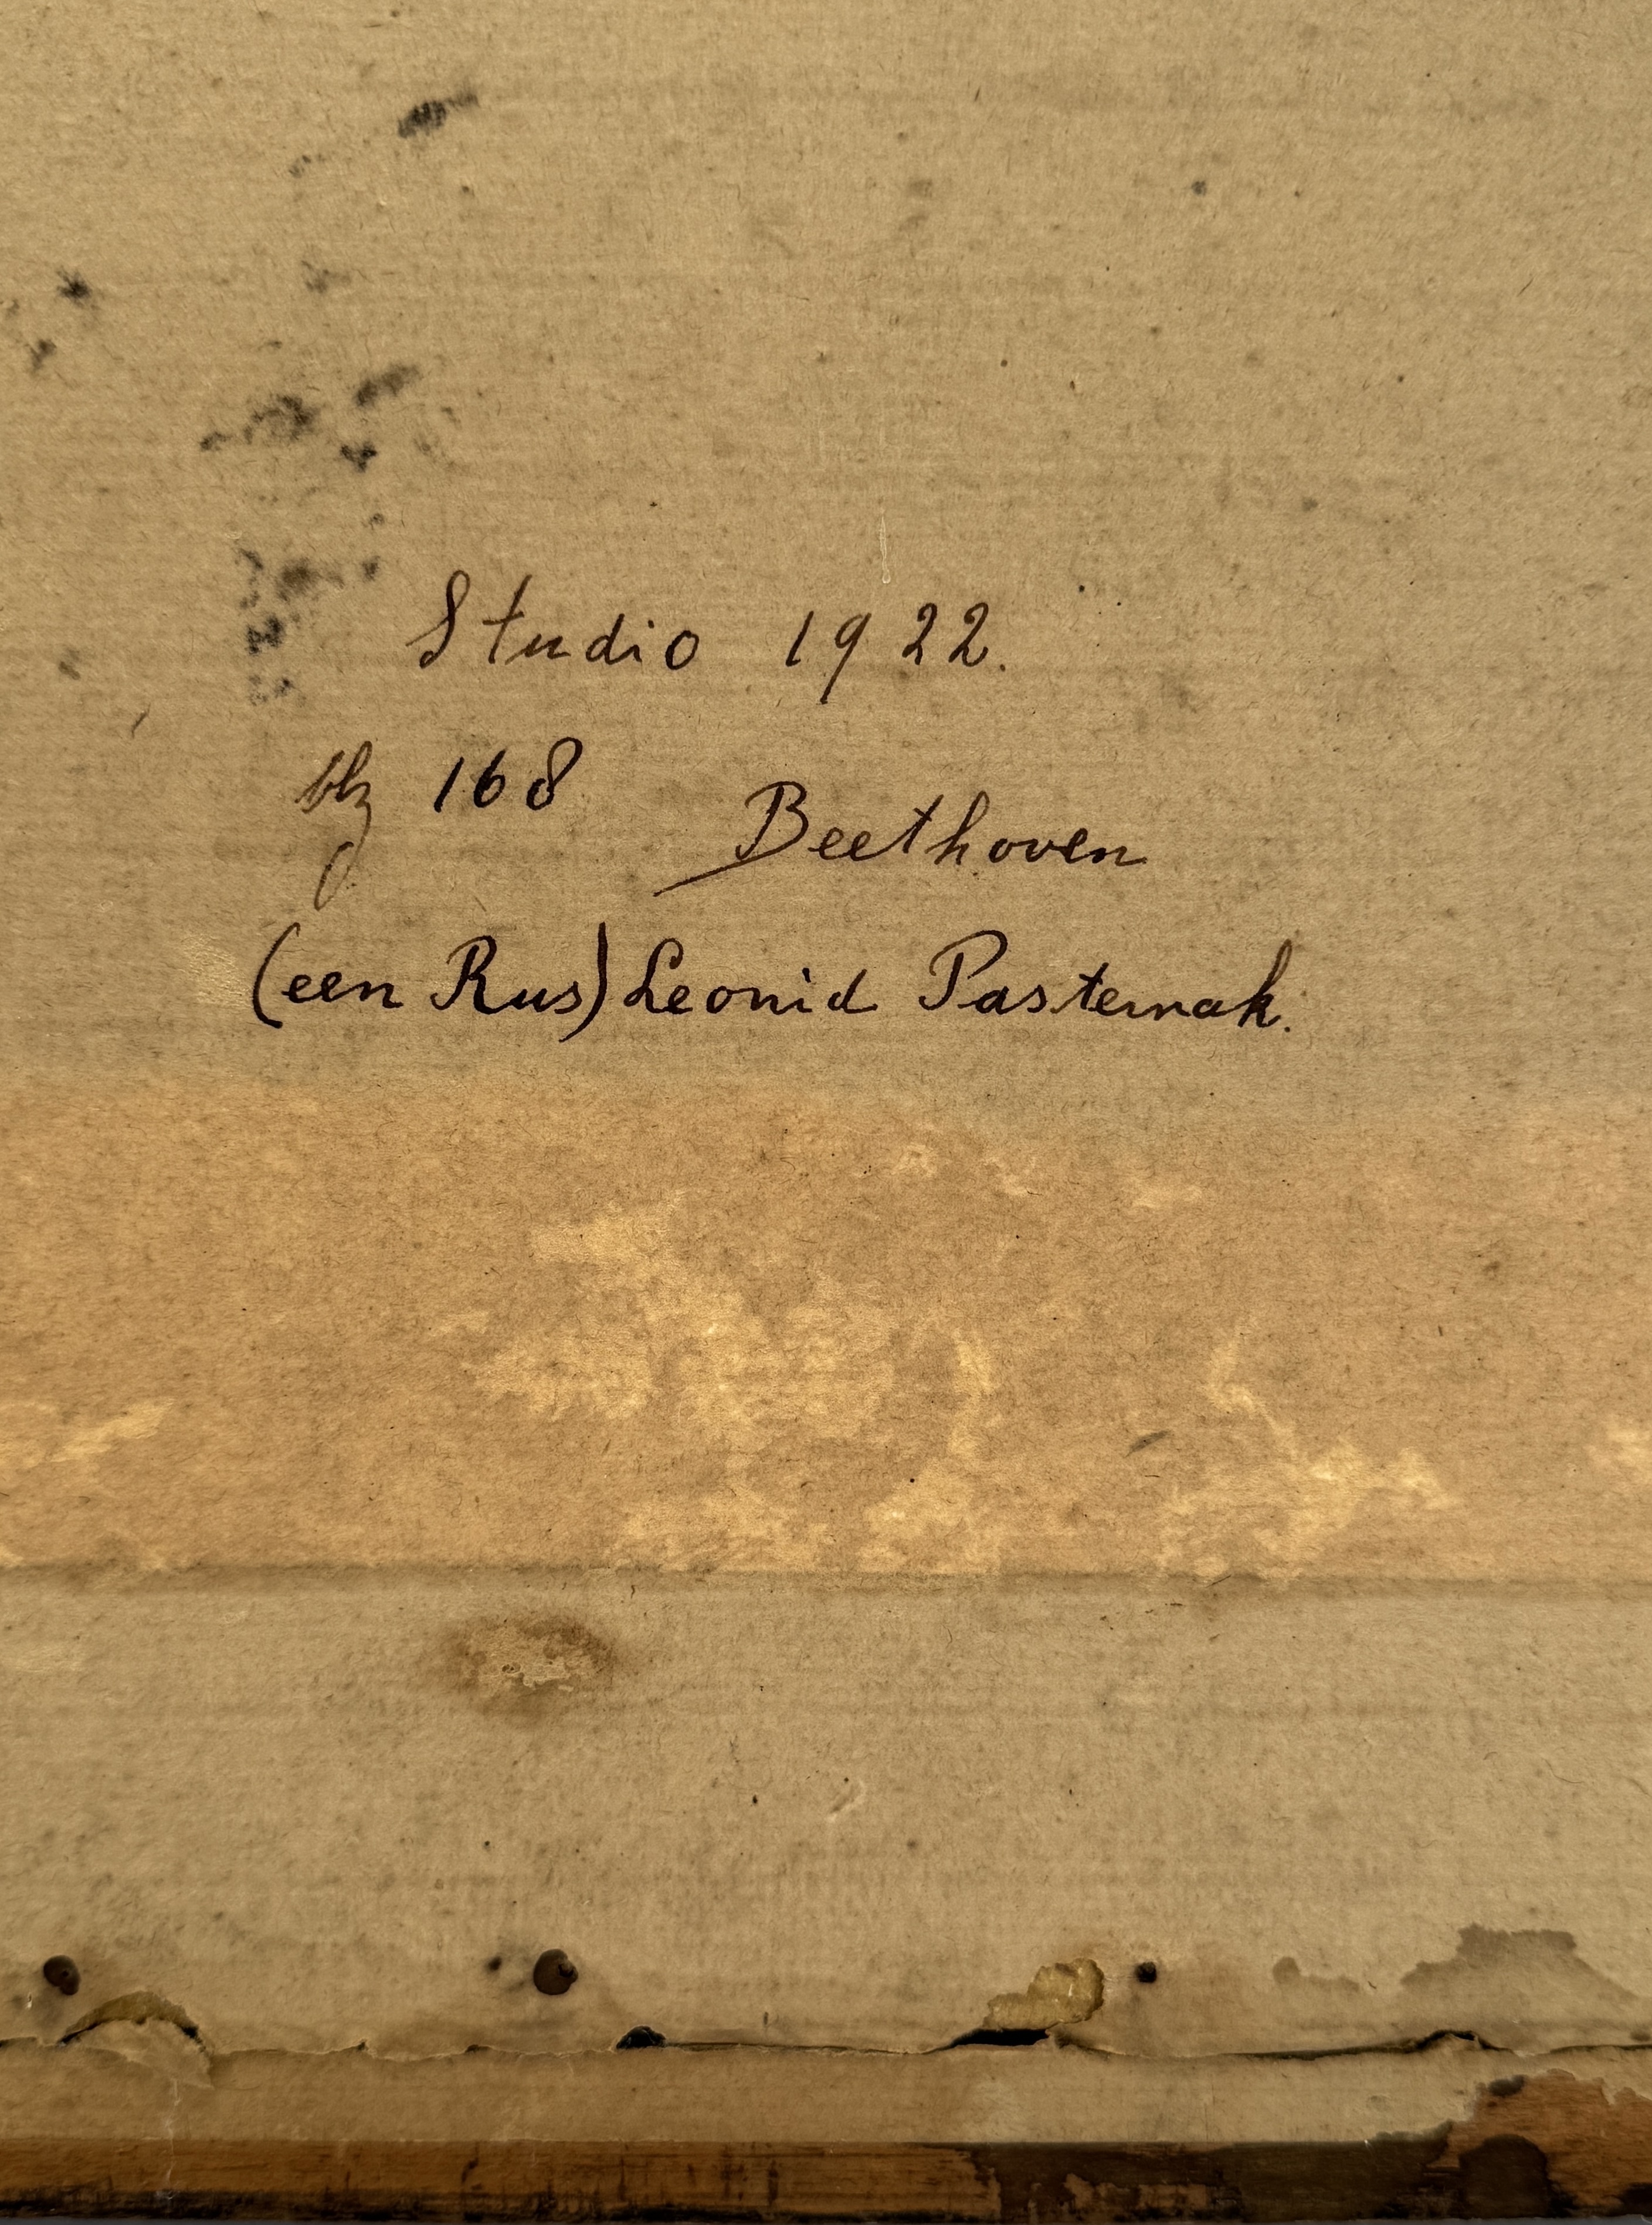 Studio 1922.
blz 168
Beethoven
(een Rus) Leonid Pasternak.